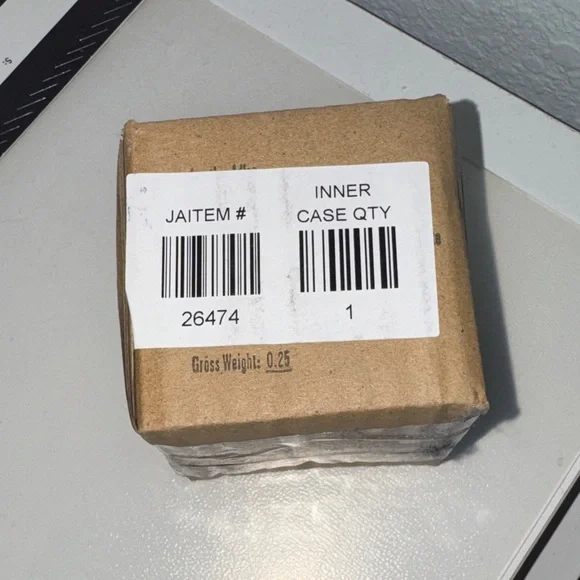 JAITEM #
INNER
CASE QTY
26474
1
Gross Weight: 0.25